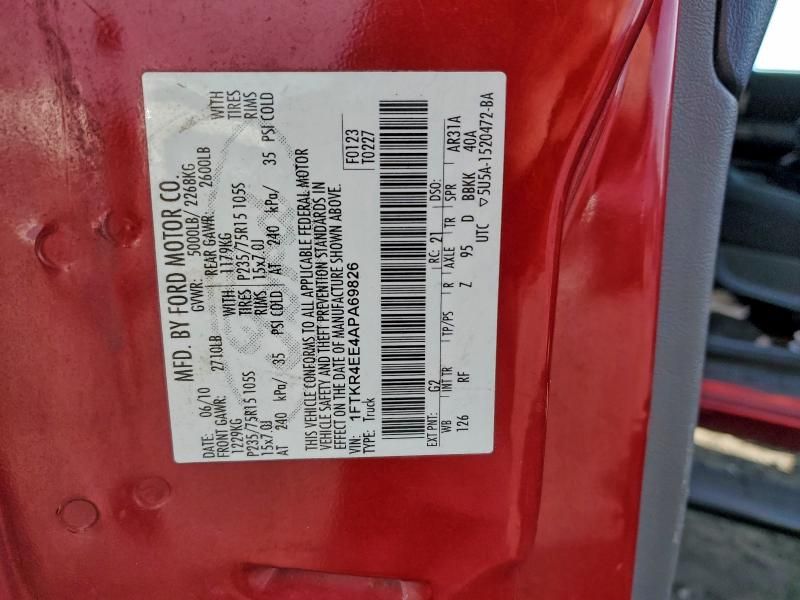 MFD. BY FORD MOTOR CO.
DATE: 06/10 GVWR: 5000LB/ 2268KG
FRONT GAWR: 2710LB REAR GAWR: 2600LB
1229KG WITH 1179KG WITH
P235/75R15 105S TIRES P235/75R15 105S TIRES
15x7.0J RIMS 15x7.0J RIMS
AT 240 kPa/ 35 PSI COLD AT 240 kPa/ 35 PSI COLD
THIS VEHICLE CONFORMS TO ALL APPLICABLE FEDERAL MOTOR
VEHICLE SAFETY AND THEFT PREVENTION STANDARDS IN
EFFECT ON THE DATE OF MANUFACTURE SHOWN ABOVE.
VIN: 1FTKR4EE4APA69826
TYPE: Truck
F0123
T0227
EXT PNT: G2 RC: 21 DSO:
WB INT TR TP/PS R AXLE TR SPR AR31A
126 RF Z 95 D BBKK 40A
UTC ▽5U5A-1520472-BA